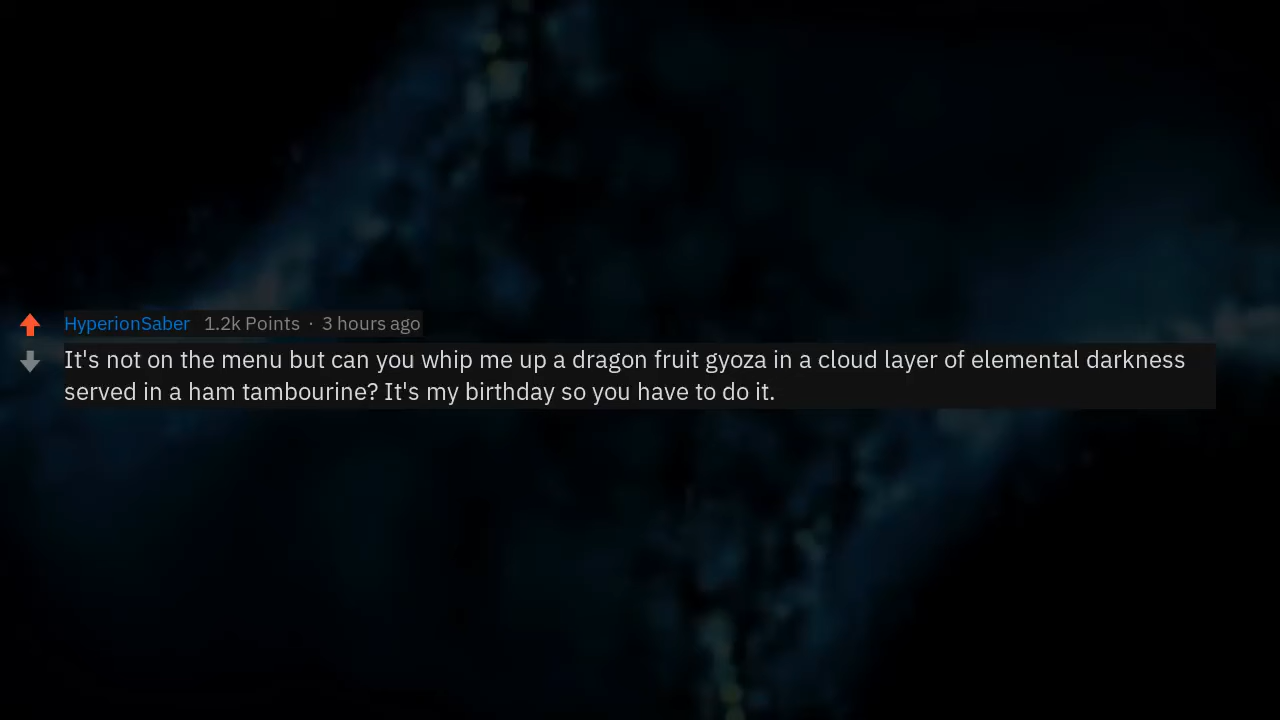 HyperionSaber 1.2k Points · 3 hours ago
It's not on the menu but can you whip me up a dragon fruit gyoza in a cloud layer of elemental darkness
served in a ham tambourine? It's my birthday so you have to do it.